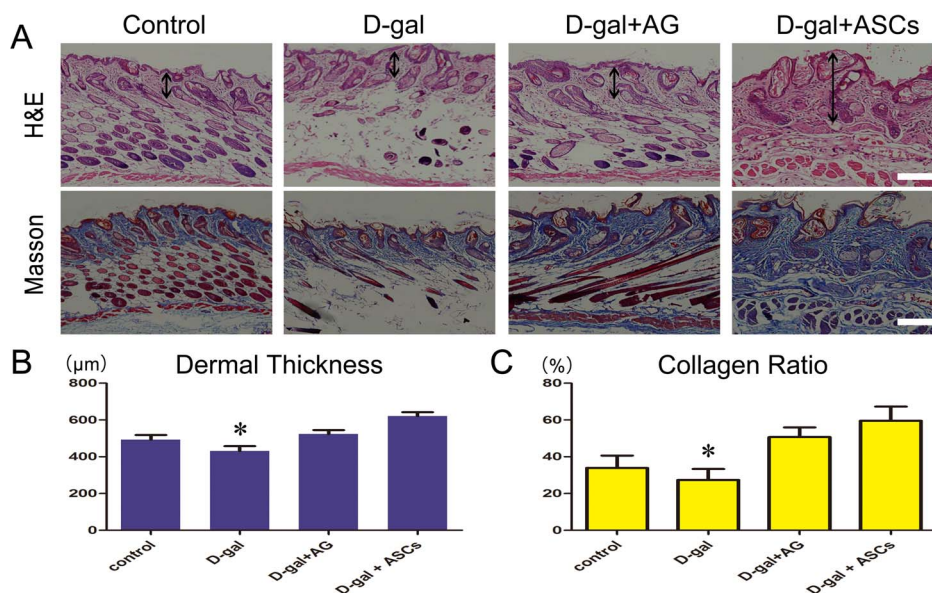 A
Control
D-gal
D-gal+AG
D-gal+ASCs
H&E
Masson
B
(μm)
Dermal Thickness
800
600
400
200
0
*
control
D-gal
D-gal+AG
D-gal + ASCs
C
(%)
Collagen Ratio
80
60
40
20
0
*
control
D-gal
D-gal+AG
D-gal + ASCs